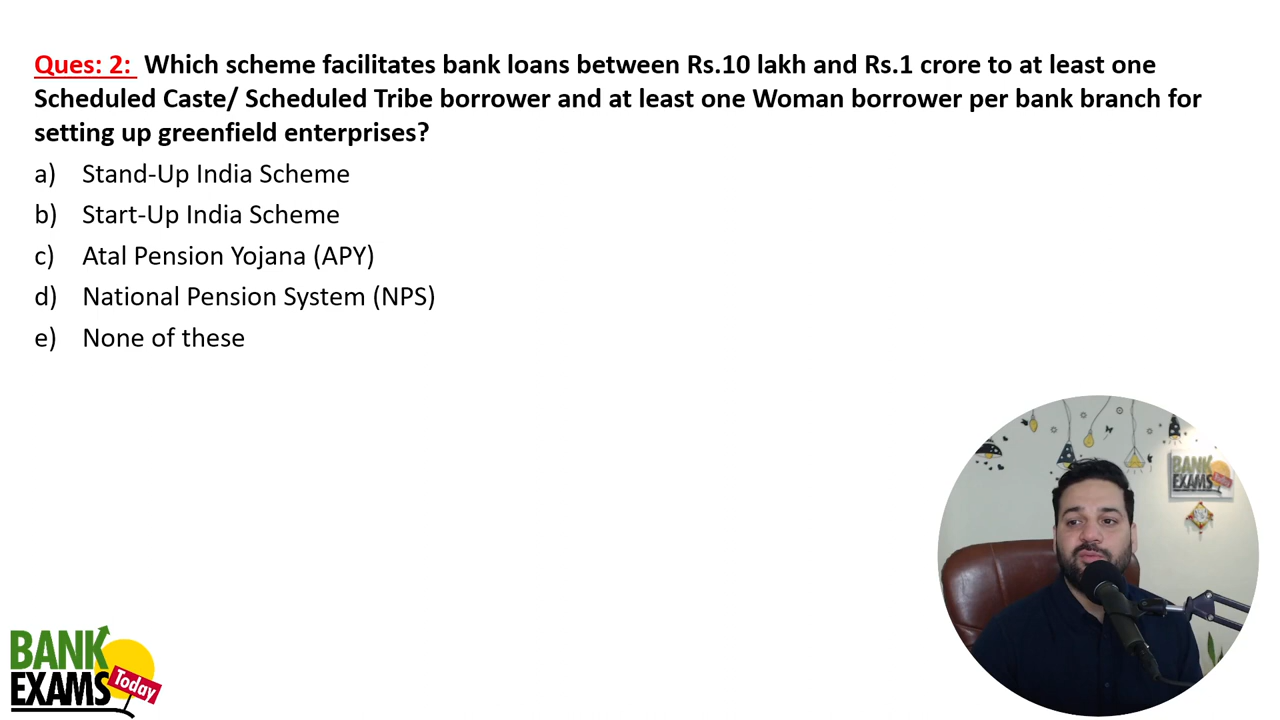 Ques: 2: Which scheme facilitates bank loans between Rs.10 lakh and Rs.1 crore to at least one
Scheduled Caste/ Scheduled Tribe borrower and at least one Woman borrower per bank branch for
setting up greenfield enterprises?
a) Stand-Up India Scheme
b) Start-Up India Scheme
c) Atal Pension Yojana (APY)
d) National Pension System (NPS)
e) None of these
BANK
EXAMS
Today
BANK
EXAMS
Today